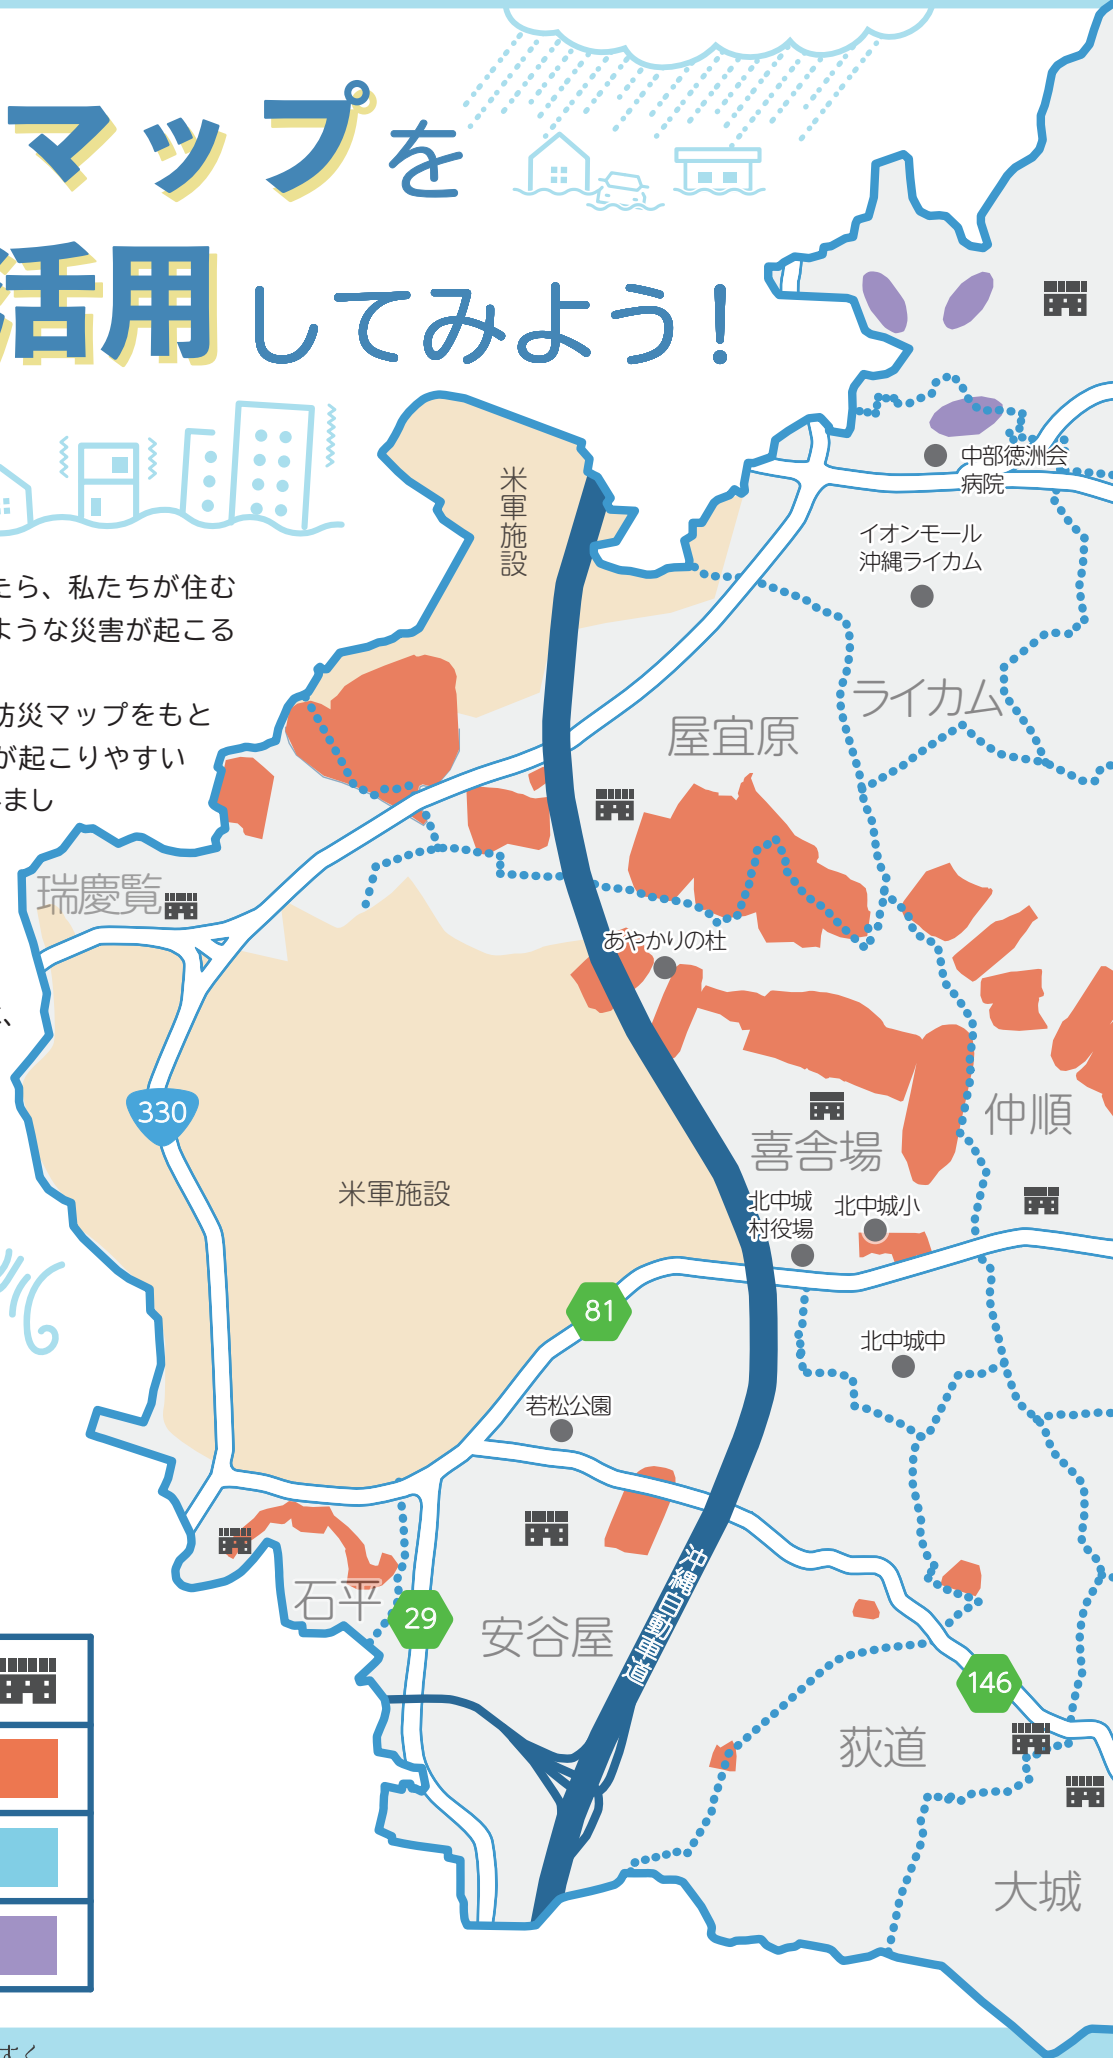 マップを
活用してみよう!
たら、私たちが住む
ような災害が起こる
防災マップをもと
が起こりやすい
まし
米軍施設
中部徳洲会
病院
イオンモール
沖縄ライカム
ライカム
屋宜原
瑞慶覧
あやかりの杜
仲順
330
喜舎場
米軍施設
北中城
村役場
北中城小
81
北中城中
若松公園
沖縄自動車道
石平
29
安谷屋
146
荻道
大城
すく